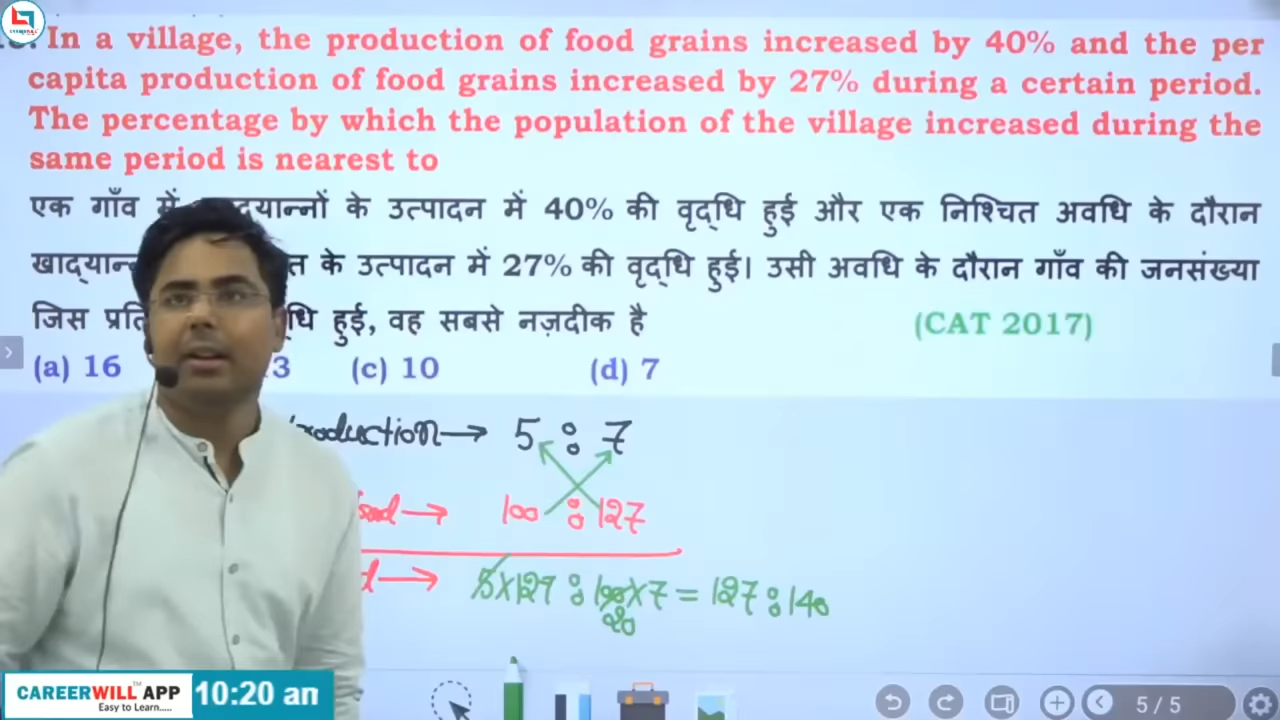 In a village, the production of food grains increased by 40% and the per
capita production of food grains increased by 27% during a certain period.
The percentage by which the population of the village increased during the
same period is nearest to
एक गाँव में के उत्पादन में 40% की वृद्धि हुई और एक निश्चित अवधि के दौरान
के उत्पादन में 27% की वृद्धि हुई। उसी अवधि के दौरान गाँव की जनसंख्या
जिस हुई, वह सबसे नज़दीक है (CAT 2017)
(a) 16 3 (c) 10 (d) 7
roduction→ 5 : 7
→ 100 : 127
→ 5×127 : 100×7 = 127 : 140
20
CAREERWILL APP
Easy to Learn.....
10:20 am
5 / 5